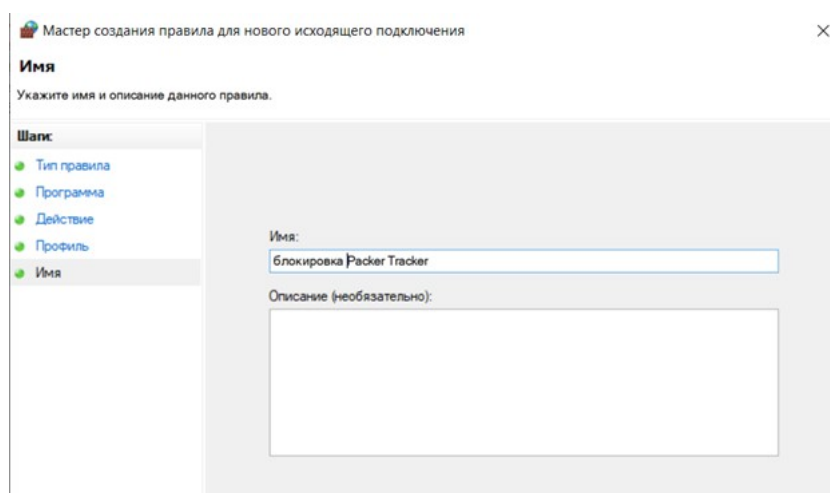 Мастер создания правила для нового исходящего подключения
Имя
Укажите имя и описание данного правила.
Шаги:
Тип правила
Программа
Действие
Профиль
Имя
Имя:
блокировка Packer Tracker
Описание (необязательно):